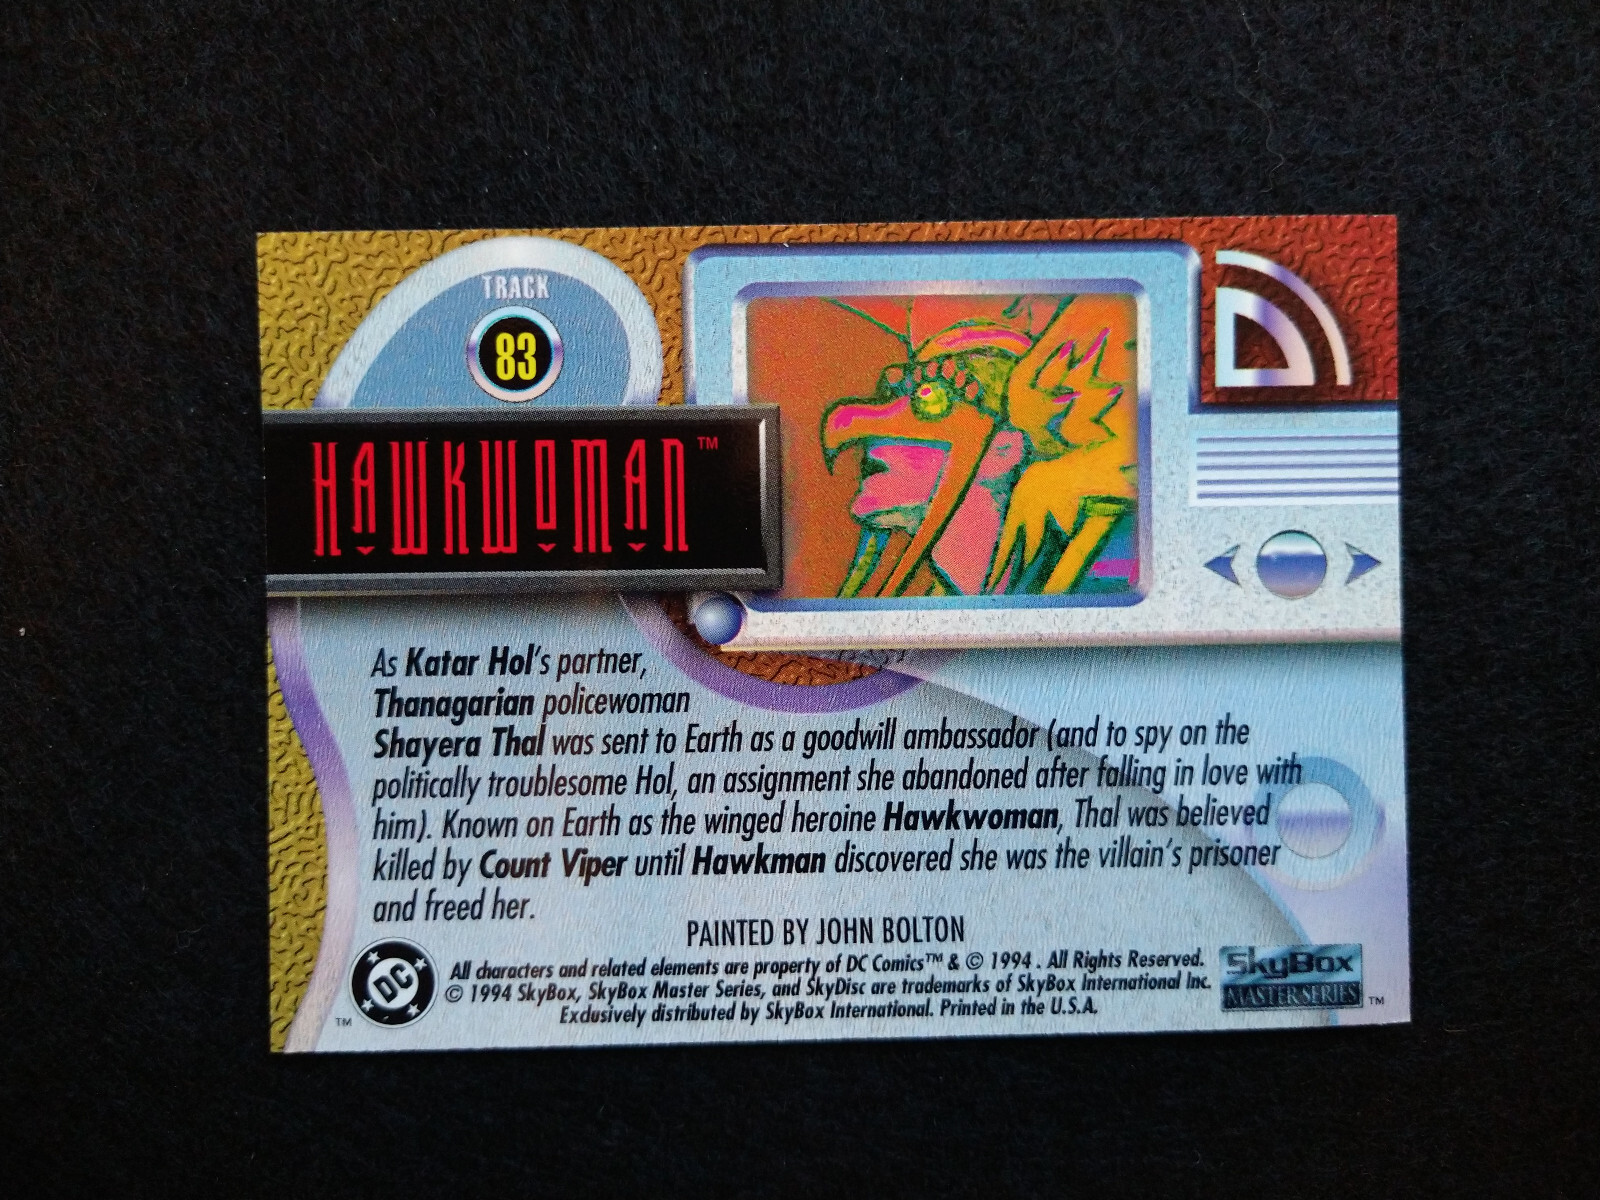 TRACK
83
HAWKWOMAN™
As Katar Hol's partner,
Thanagarian policewoman
Shayera Thal was sent to Earth as a goodwill ambassador (and to spy on the
politically troublesome Hol, an assignment she abandoned after falling in love with
him). Known on Earth as the winged heroine Hawkwoman, Thal was believed
killed by Count Viper until Hawkman discovered she was the villain's prisoner
and freed her.
PAINTED BY JOHN BOLTON
DC
TM
All characters and related elements are property of DC Comics™ & © 1994 . All Rights Reserved.
© 1994 SkyBox, SkyBox Master Series, and SkyDisc are trademarks of SkyBox International Inc.
Exclusively distributed by SkyBox International. Printed in the U.S.A.
SkyBox
MASTER SERIES
TM